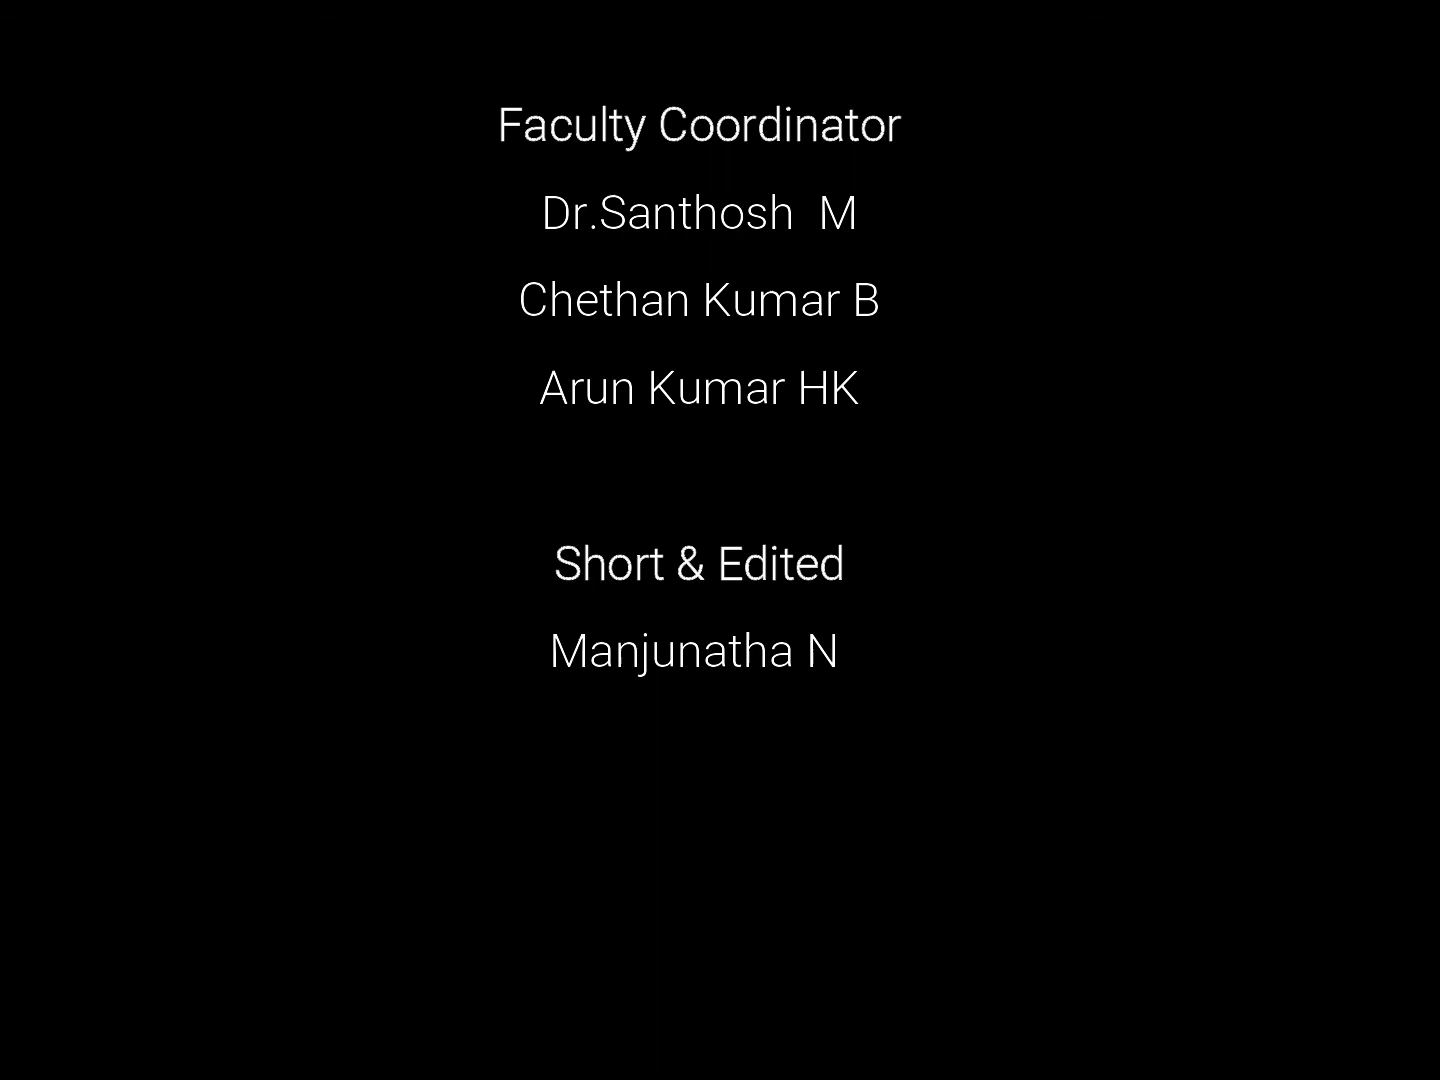 Faculty Coordinator
Dr.Santhosh  M
Chethan Kumar B
Arun Kumar HK
Short & Edited
Manjunatha N